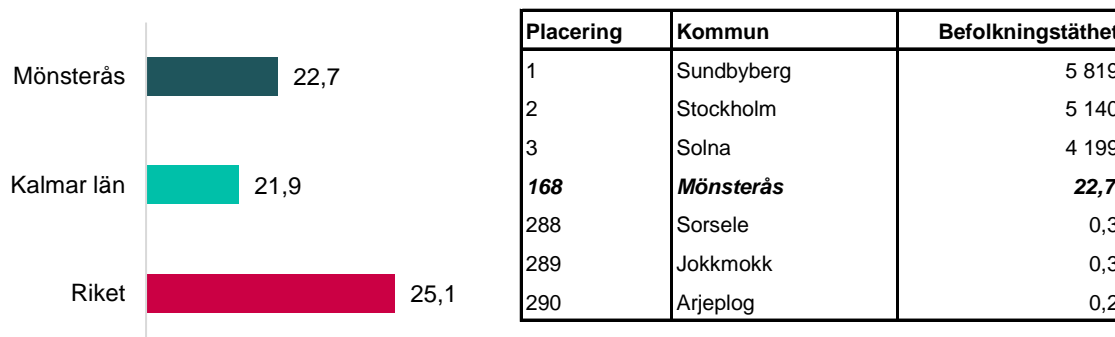 Mönsterås 22,7
Kalmar län 21,9
Riket 25,1
Placering Kommun Befolkningstäthet
1 Sundbyberg 5 819
2 Stockholm 5 140
3 Solna 4 199
168 Mönsterås 22,7
288 Sorsele 0,3
289 Jokkmokk 0,3
290 Arjeplog 0,2